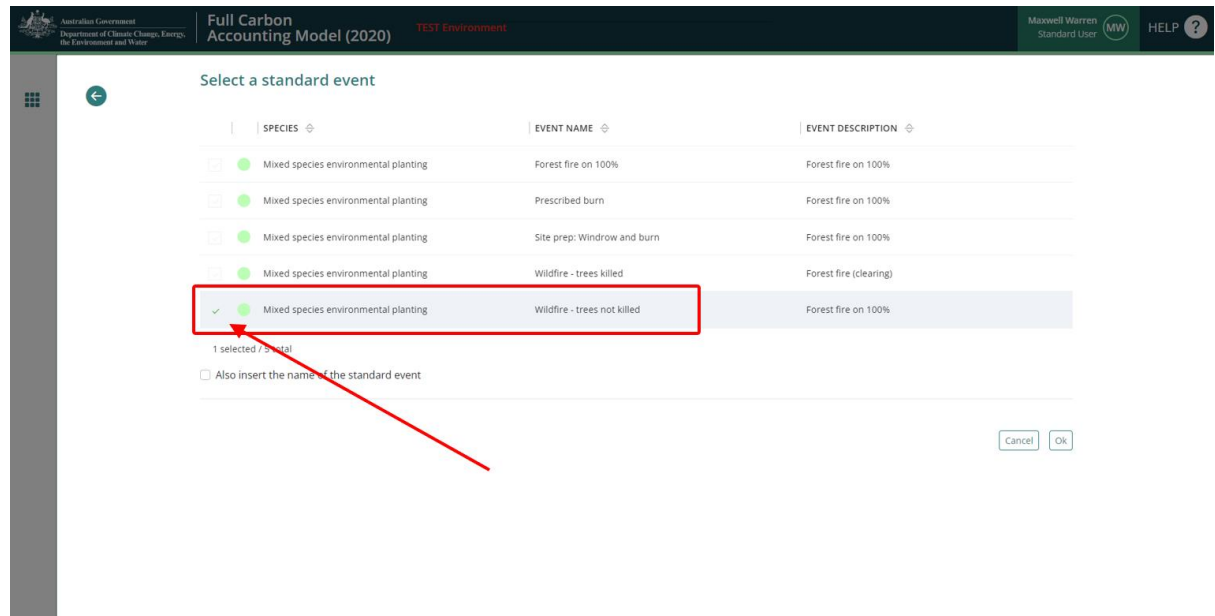 Australian Government
Department of Climate Change, Energy,
the Environment and Water
Full Carbon
Accounting Model (2020)
TEST Environment
Maxwell Warren
Standard User
MW
HELP ?
Select a standard event
SPECIES EVENT NAME EVENT DESCRIPTION
Mixed species environmental planting Forest fire on 100% Forest fire on 100%
Mixed species environmental planting Prescribed burn Forest fire on 100%
Mixed species environmental planting Site prep: Windrow and burn Forest fire on 100%
Mixed species environmental planting Wildfire - trees killed Forest fire (clearing)
Mixed species environmental planting Wildfire - trees not killed Forest fire on 100%
1 selected / 5 total
Also insert the name of the standard event
Cancel Ok